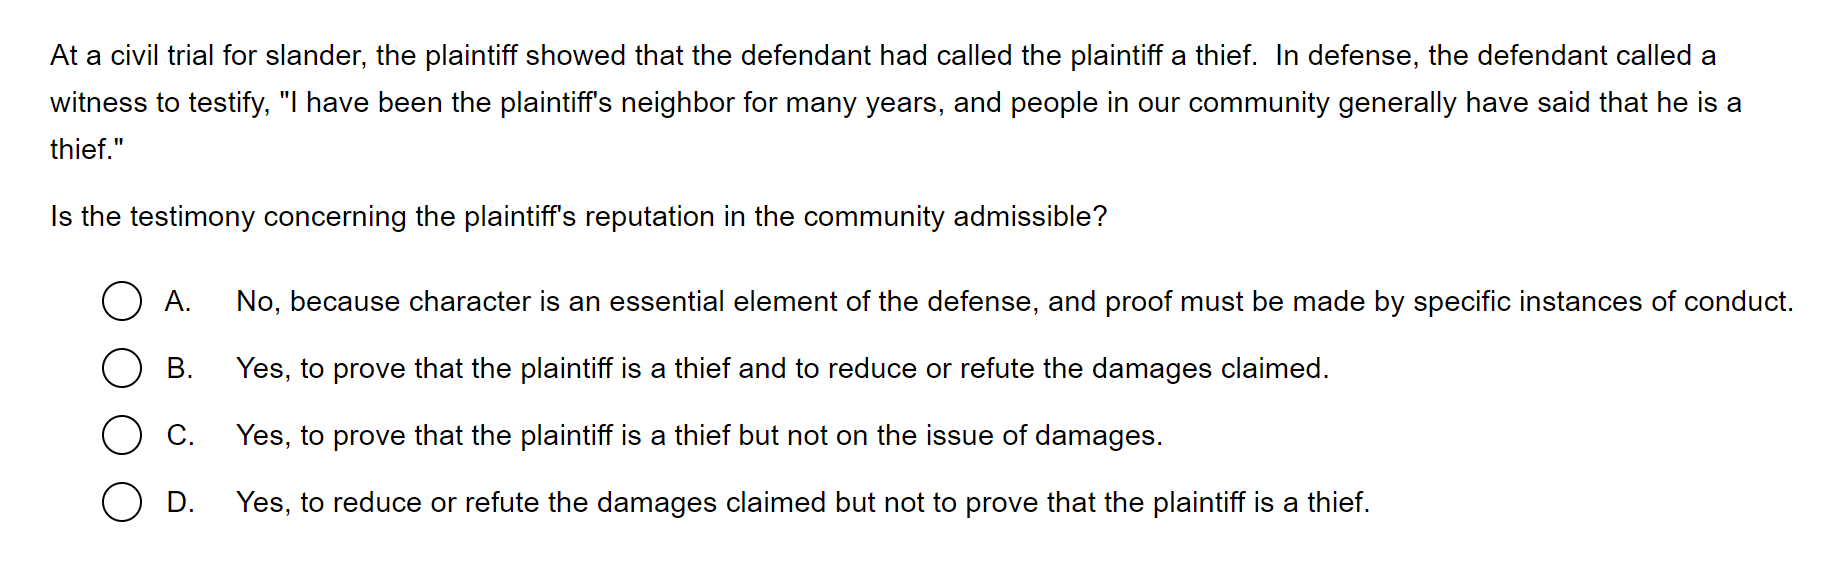 At a civil trial for slander, the plaintiff showed that the defendant had called the plaintiff a thief.  In defense, the defendant called a
witness to testify, "I have been the plaintiff's neighbor for many years, and people in our community generally have said that he is a
thief."
Is the testimony concerning the plaintiff's reputation in the community admissible?
A. No, because character is an essential element of the defense, and proof must be made by specific instances of conduct.
B. Yes, to prove that the plaintiff is a thief and to reduce or refute the damages claimed.
C. Yes, to prove that the plaintiff is a thief but not on the issue of damages.
D. Yes, to reduce or refute the damages claimed but not to prove that the plaintiff is a thief.